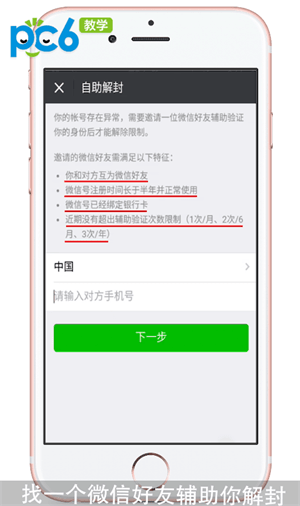 pc6
教学
自助解封
你的帐号存在异常，需要邀请一位微信好友辅助验证
你的身份后才能解除限制。
邀请的微信好友需满足以下特征：
你和对方互为微信好友
微信号注册时间长于半年并正常使用
微信号已经绑定银行卡
近期没有超出辅助验证次数限制（1次/月、2次/6
月、3次/年）
中国
请输入对方手机号
下一步
找一个微信好友辅助你解封